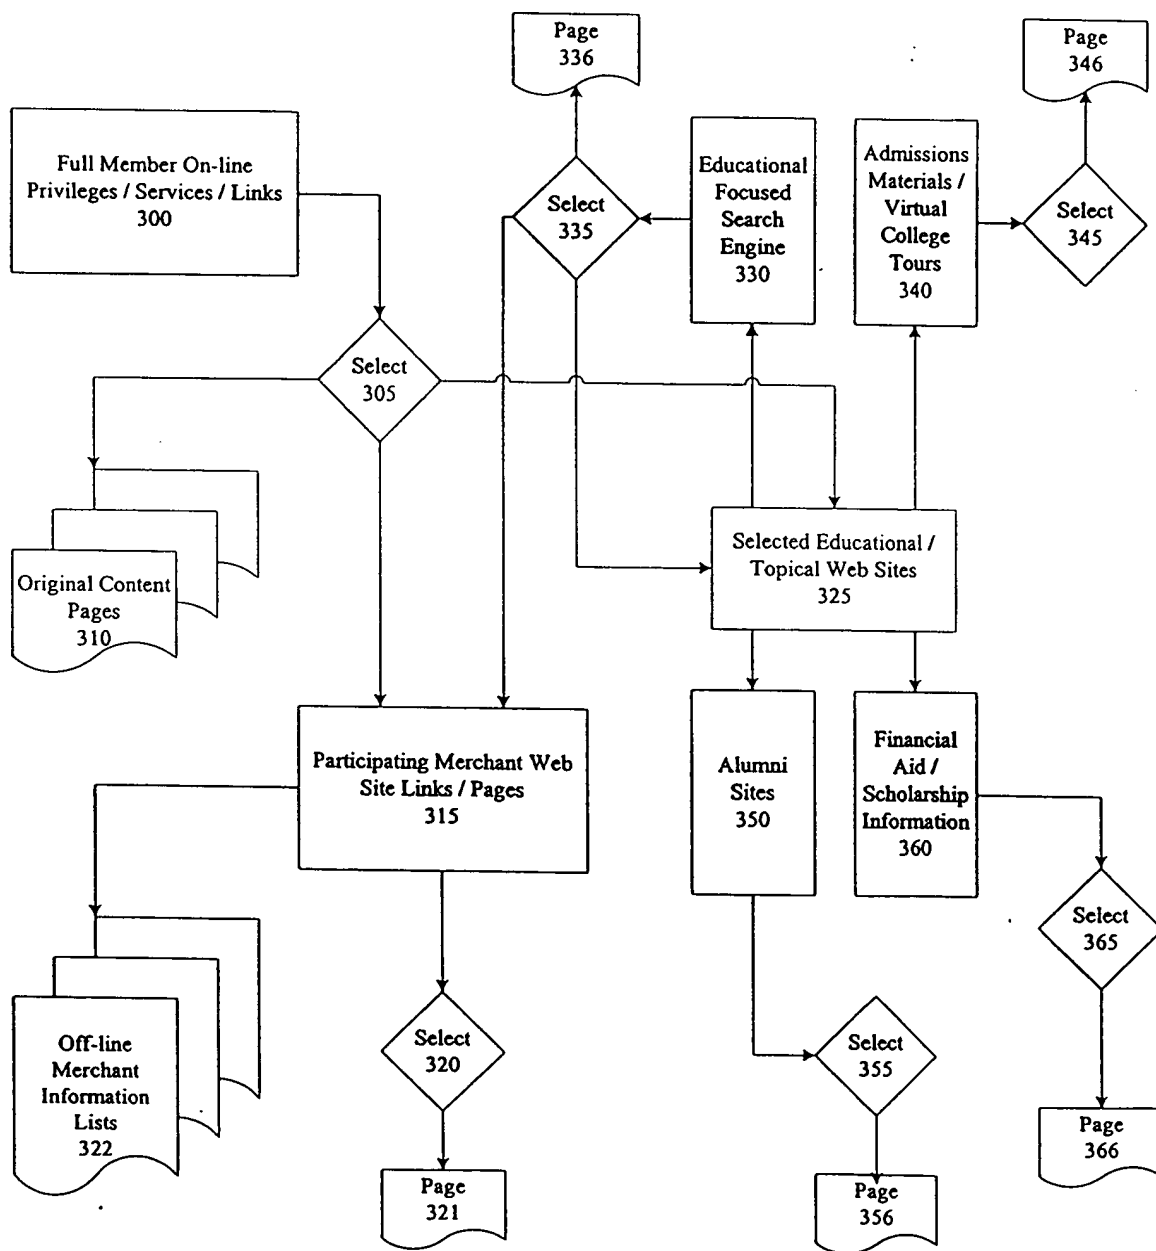 Page
336
Page
346
Full Member On-line
Privileges / Services / Links
300
Select
335
Educational
Focused
Search
Engine
330
Admissions
Materials /
Virtual
College
Tours
340
Select
345
Select
305
Original Content
Pages
310
Selected Educational /
Topical Web Sites
325
Participating Merchant Web
Site Links / Pages
315
Alumni
Sites
350
Financial
Aid /
Scholarship
Information
360
Select
365
Off-line
Merchant
Information
Lists
322
Select
320
Select
355
Page
321
Page
356
Page
366